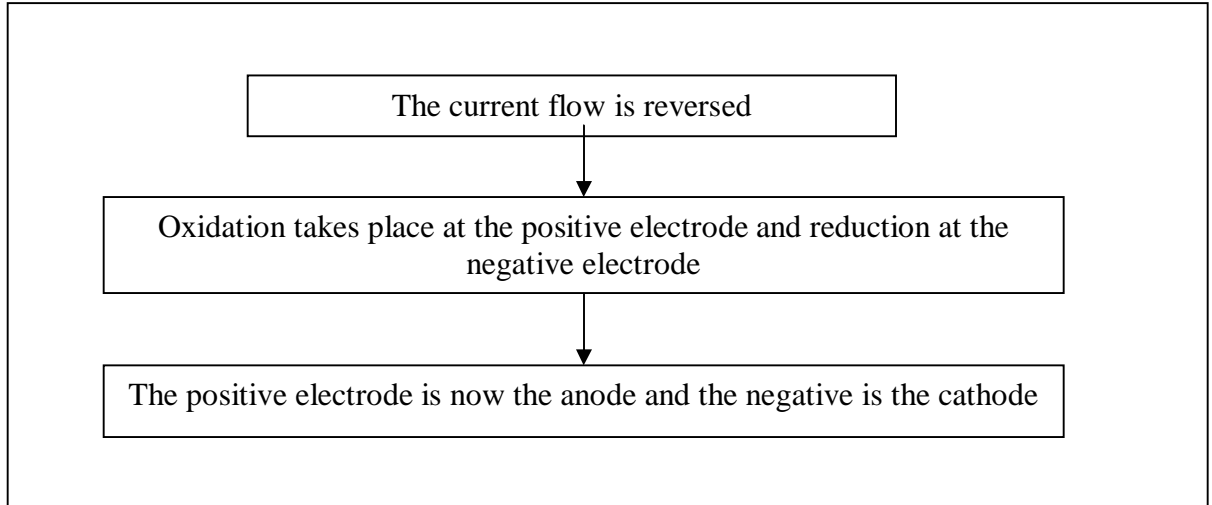 The current flow is reversed
Oxidation takes place at the positive electrode and reduction at the
negative electrode
The positive electrode is now the anode and the negative is the cathode